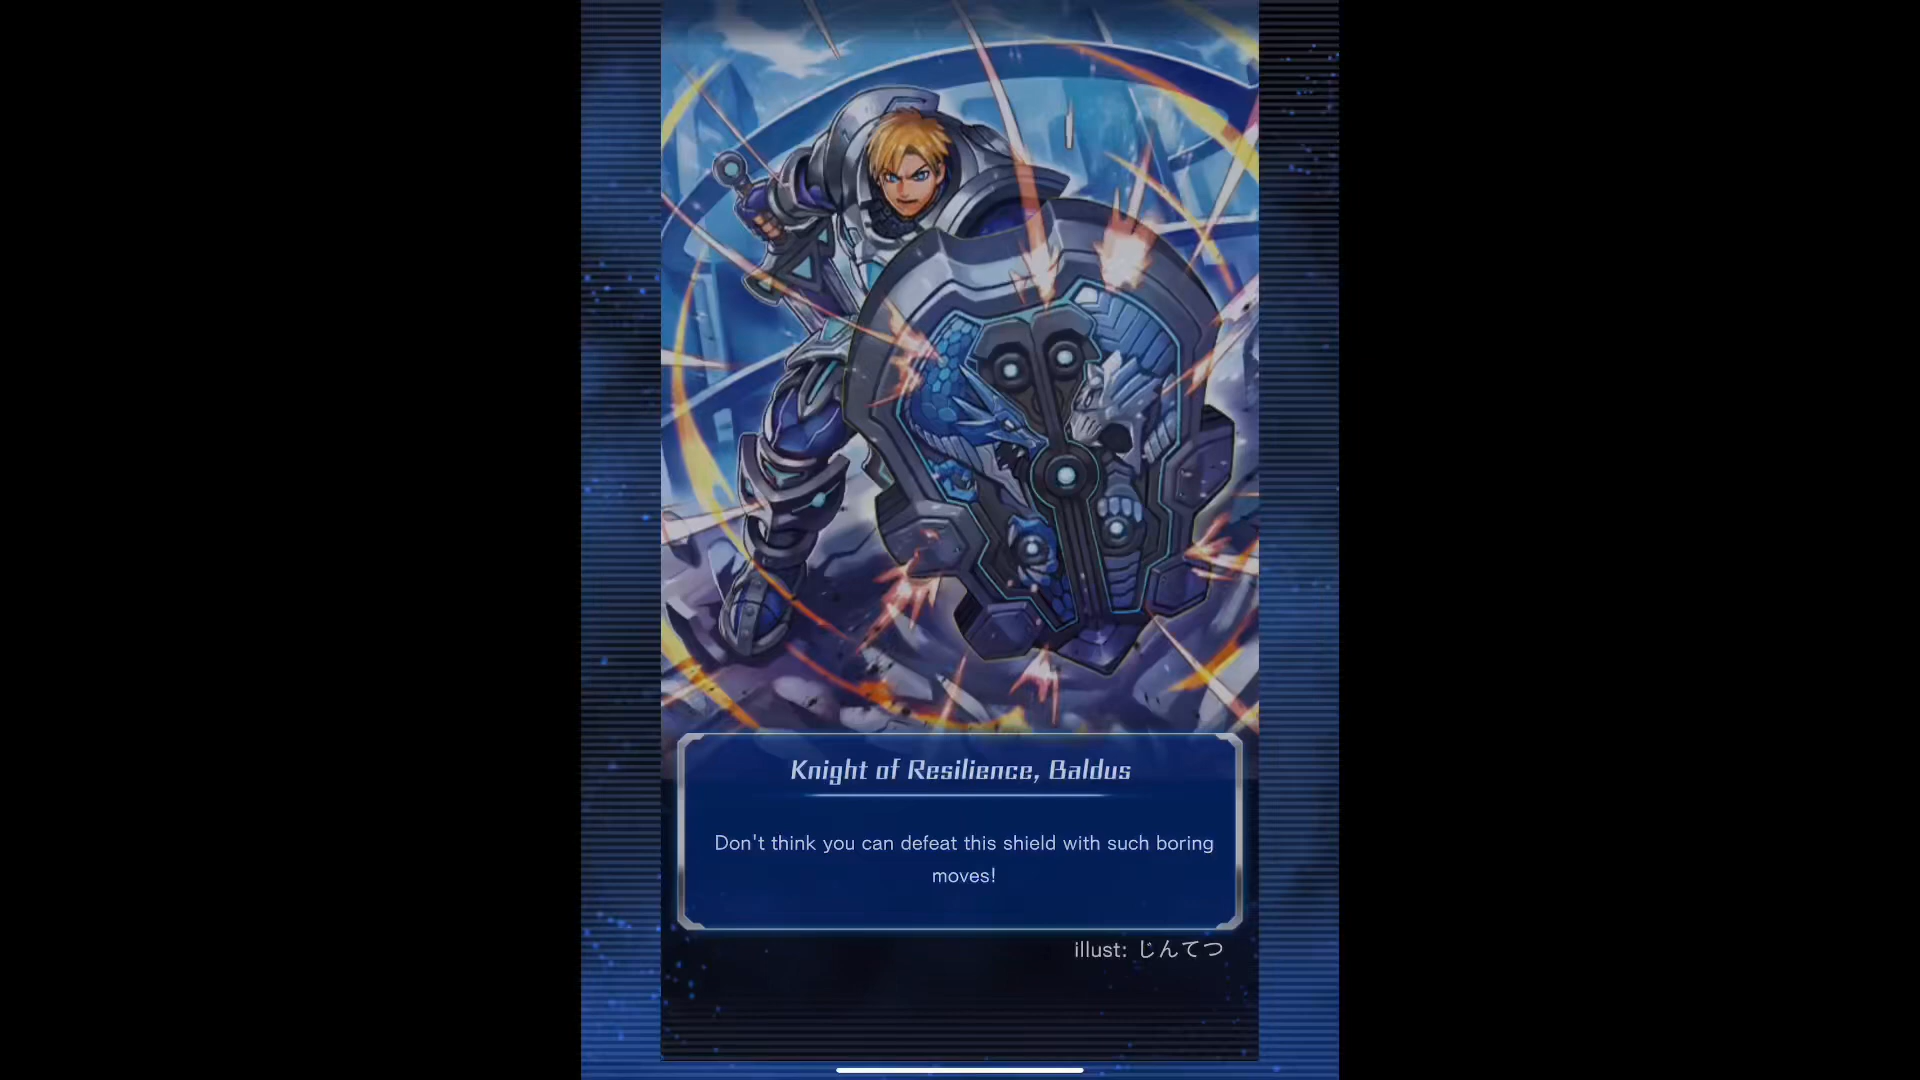 Knight of Resilience, Baldus
Don't think you can defeat this shield with such boring
moves!
illust: じんてつ